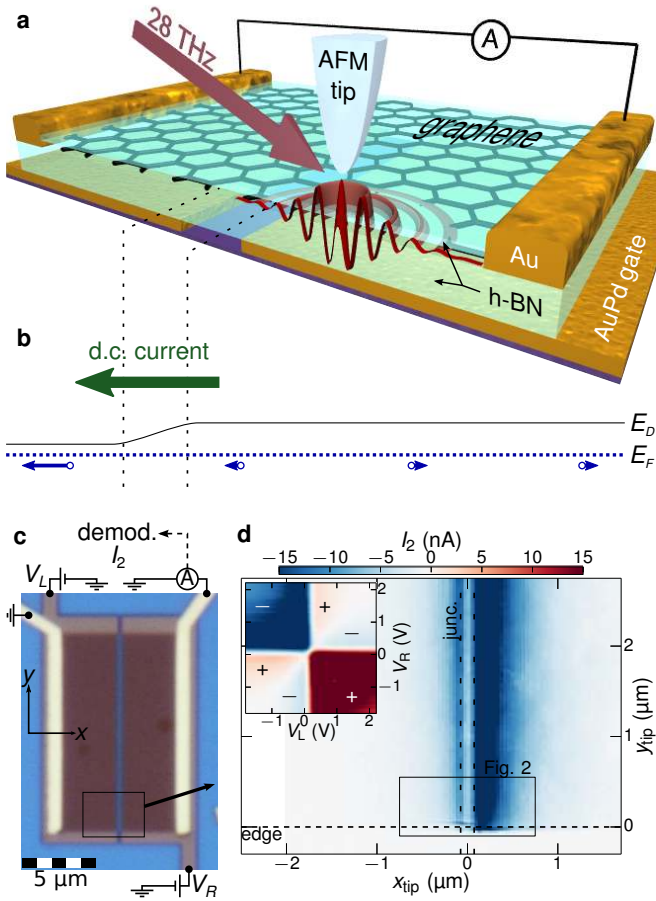 a
28 THz
AFM
tip
A
graphene
Au
h-BN
AuPd gate
b
d.c. current
E_D
E_F
c
demod.
I_2
A
V_L
y
x
5 µm
V_R
d
I_2 (nA)
−15 −10 −5 0 5 10 15
− +
−
+
− +
−1 0 1 2
V_L (V)
2
1
0
−1
V_R (V)
junc.
Fig. 2
edge
2
1
0
y_tip (µm)
−2 −1 0 1
x_tip (µm)